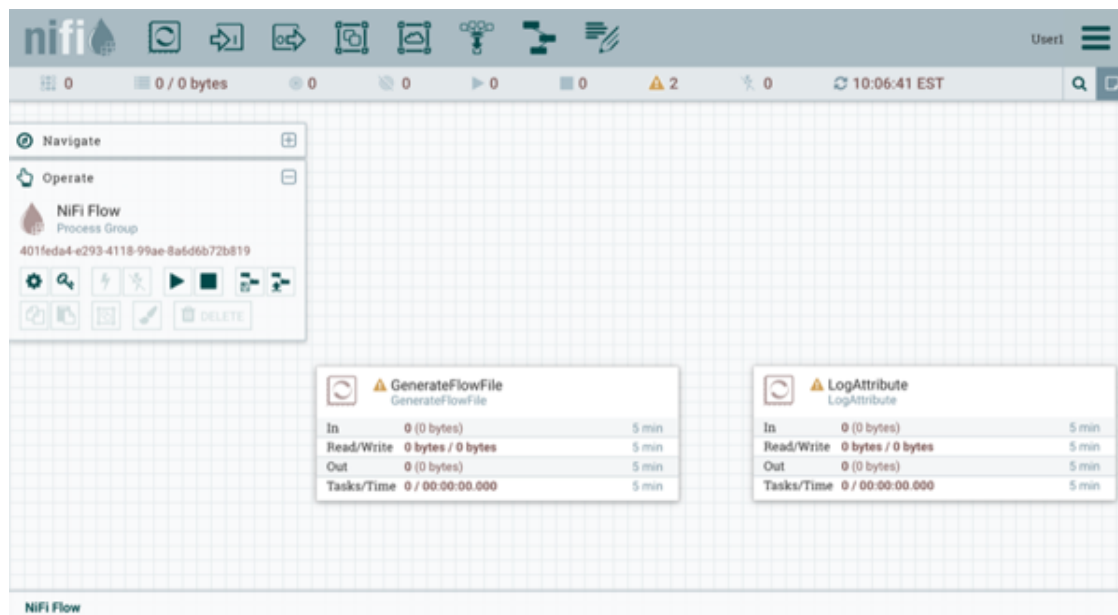 nifi
User1
0 0 / 0 bytes 0 0 0 0 2 0 10:06:41 EST
Navigate
Operate
NiFi Flow
Process Group
401feda4-e293-4118-99ae-8a6d6b72b819
DELETE
GenerateFlowFile
GenerateFlowFile
In 0 (0 bytes) 5 min
Read/Write 0 bytes / 0 bytes 5 min
Out 0 (0 bytes) 5 min
Tasks/Time 0 / 00:00:00.000 5 min
LogAttribute
LogAttribute
In 0 (0 bytes) 5 min
Read/Write 0 bytes / 0 bytes 5 min
Out 0 (0 bytes) 5 min
Tasks/Time 0 / 00:00:00.000 5 min
NiFi Flow